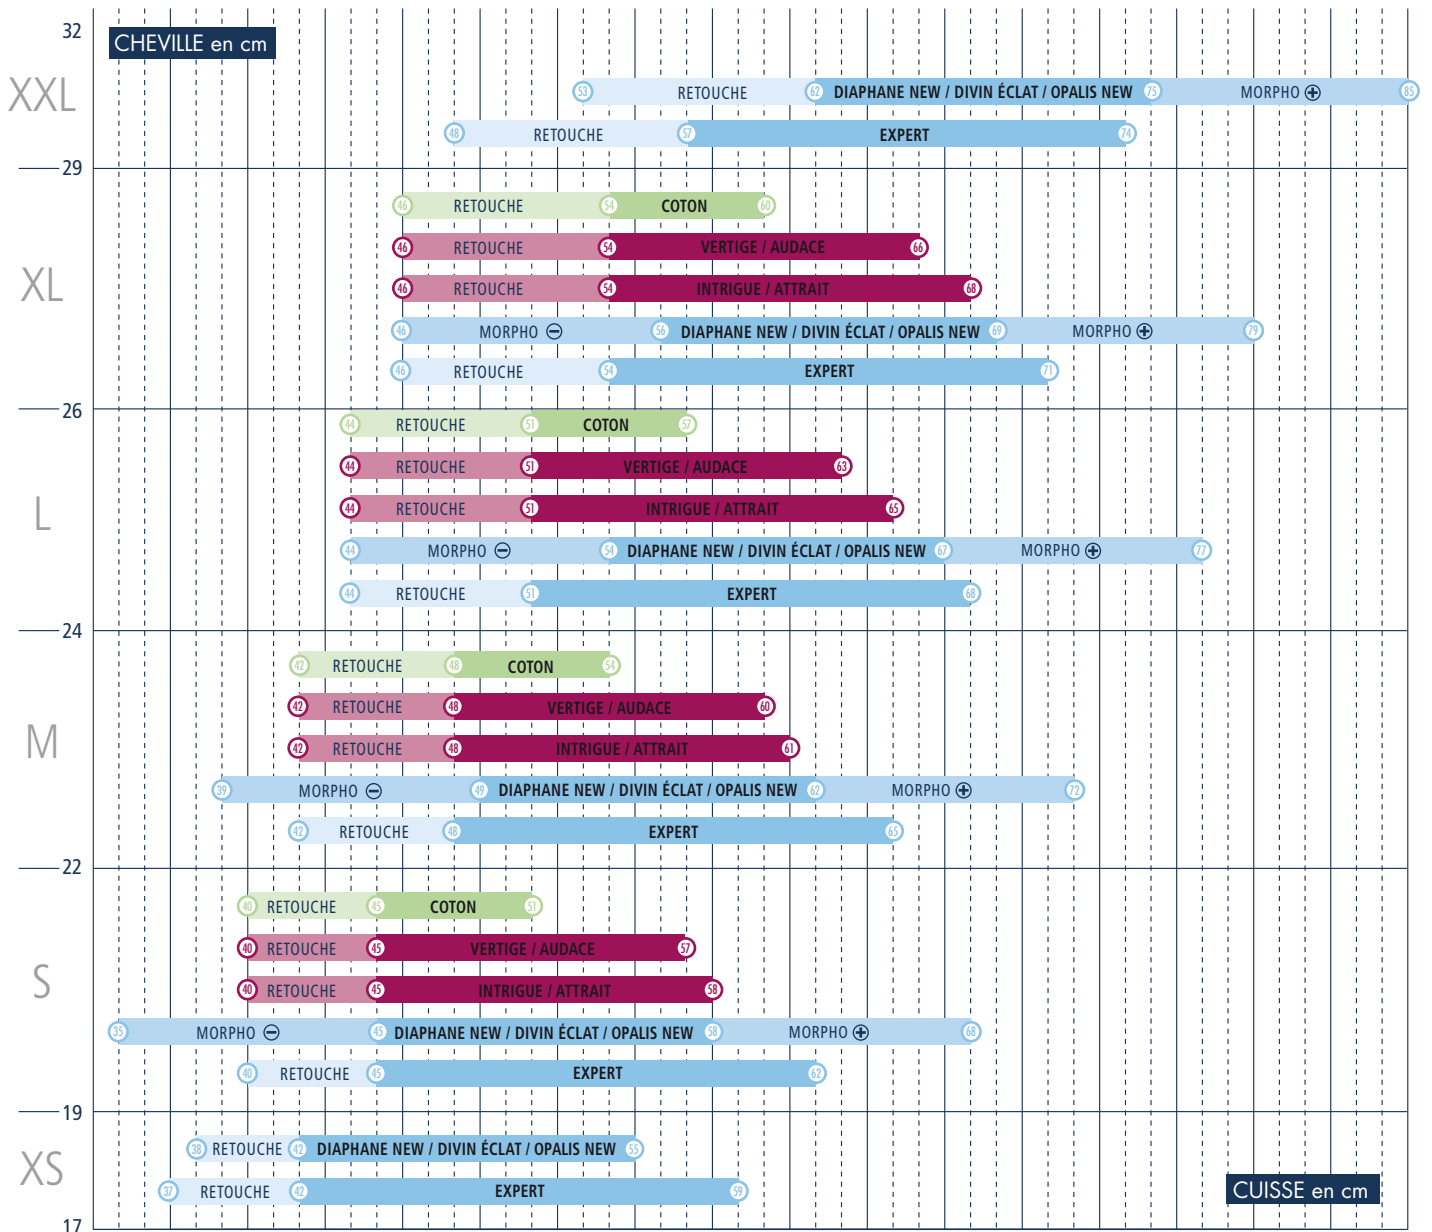 32
CHEVILLE en cm
XXL
53 RETOUCHE 62 DIAPHANE NEW / DIVIN ÉCLAT / OPALIS NEW 75 MORPHO ⊕ 85
48 RETOUCHE 57 EXPERT 74
29
46 RETOUCHE 54 COTON 60
46 RETOUCHE 54 VERTIGE / AUDACE 66
XL
46 RETOUCHE 54 INTRIGUE / ATTRAIT 68
46 MORPHO ⊖ 56 DIAPHANE NEW / DIVIN ÉCLAT / OPALIS NEW 69 MORPHO ⊕ 79
46 RETOUCHE 54 EXPERT 71
26
44 RETOUCHE 51 COTON 57
44 RETOUCHE 51 VERTIGE / AUDACE 63
L
44 RETOUCHE 51 INTRIGUE / ATTRAIT 65
44 MORPHO ⊖ 54 DIAPHANE NEW / DIVIN ÉCLAT / OPALIS NEW 67 MORPHO ⊕ 77
44 RETOUCHE 51 EXPERT 68
24
42 RETOUCHE 48 COTON 54
42 RETOUCHE 48 VERTIGE / AUDACE 60
M
42 RETOUCHE 48 INTRIGUE / ATTRAIT 61
39 MORPHO ⊖ 49 DIAPHANE NEW / DIVIN ÉCLAT / OPALIS NEW 62 MORPHO ⊕ 72
42 RETOUCHE 48 EXPERT 65
22
40 RETOUCHE 45 COTON 51
40 RETOUCHE 45 VERTIGE / AUDACE 57
S
40 RETOUCHE 45 INTRIGUE / ATTRAIT 58
35 MORPHO ⊖ 45 DIAPHANE NEW / DIVIN ÉCLAT / OPALIS NEW 58 MORPHO ⊕ 68
40 RETOUCHE 45 EXPERT 62
19
38 RETOUCHE 42 DIAPHANE NEW / DIVIN ÉCLAT / OPALIS NEW 55
XS
37 RETOUCHE 42 EXPERT 59
CUISSE en cm
17